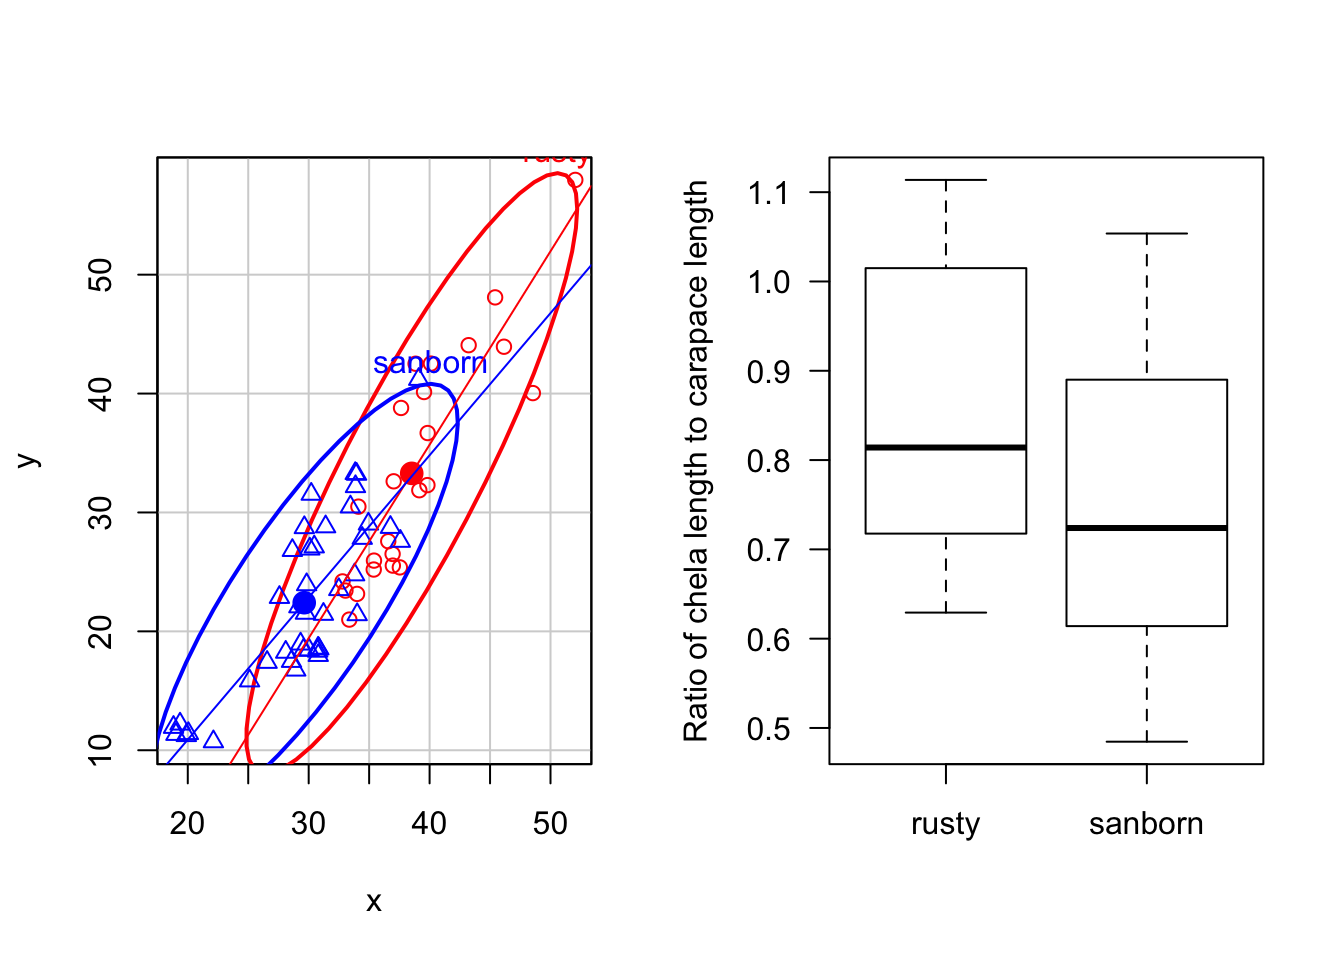 rusty
sanborn
50
40
30
20
10
y
20 30 40 50
x
Ratio of chela length to carapace length
1.1
1.0
0.9
0.8
0.7
0.6
0.5
rusty sanborn